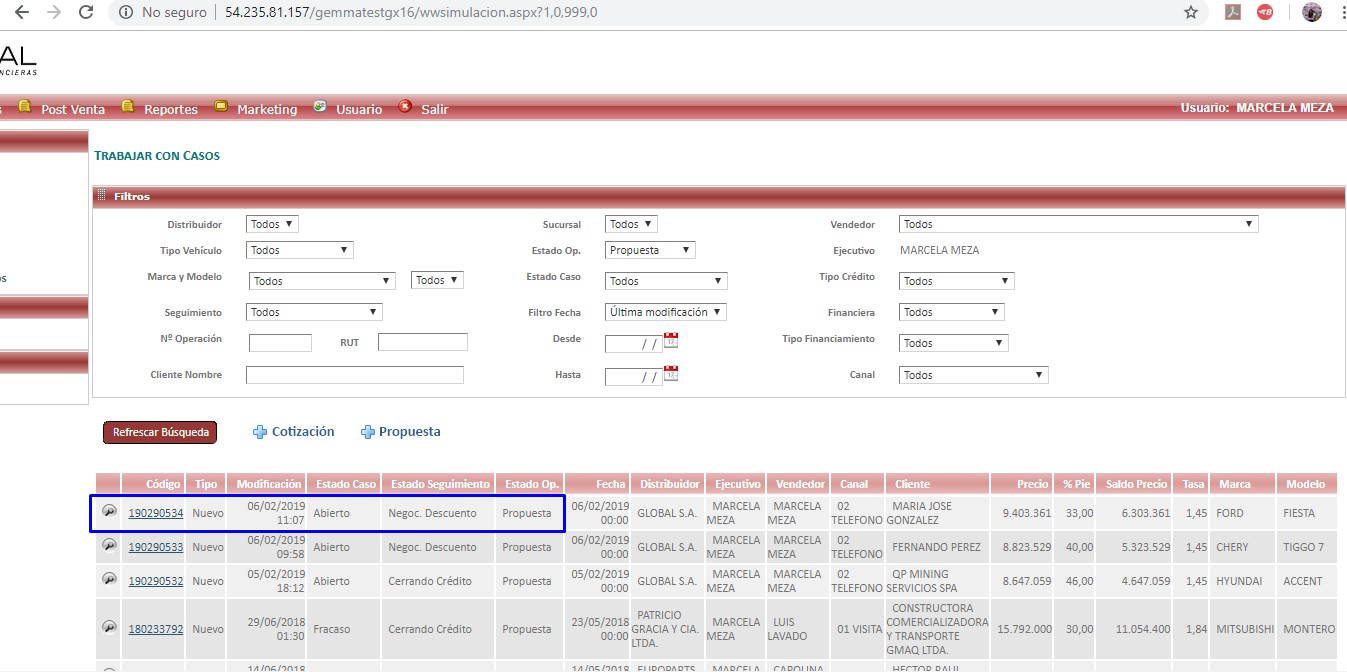 No seguro | 54.235.81.157/gemmatestgx16/wwsimulacion.aspx?1,0,999,0
AL
NCIERAS
s Post Venta Reportes Marketing Usuario Salir Usuario: MARCELA MEZA
TRABAJAR CON CASOS
Filtros
Distribuidor Todos Sucursal Todos Vendedor Todos
Tipo Vehículo Todos Estado Op. Propuesta Ejecutivo MARCELA MEZA
os Marca y Modelo Todos Todos Estado Caso Todos Tipo Crédito Todos
Seguimiento Todos Filtro Fecha Última modificación Financiera Todos
Nº Operación RUT Desde / / Tipo Financiamiento Todos
Cliente Nombre Hasta / / Canal Todos
Refrescar Búsqueda Cotización Propuesta
Código Tipo Modificación Estado Caso Estado Seguimiento Estado Op. Fecha Distribuidor Ejecutivo Vendedor Canal Cliente Precio % Pie Saldo Precio Tasa Marca Modelo
190290534 Nuevo 06/02/2019 11:07 Abierto Negoc. Descuento Propuesta 06/02/2019 00:00 GLOBAL S.A. MARCELA MEZA MARCELA MEZA 02 TELEFONO MARIA JOSE GONZALEZ 9.403.361 33,00 6.303.361 1,45 FORD FIESTA
190290533 Nuevo 06/02/2019 09:58 Abierto Negoc. Descuento Propuesta 06/02/2019 00:00 GLOBAL S.A. MARCELA MEZA MARCELA MEZA 02 TELEFONO FERNANDO PEREZ 8.823.529 40,00 5.323.529 1,45 CHERY TIGGO 7
190290532 Nuevo 05/02/2019 18:12 Abierto Cerrando Crédito Propuesta 05/02/2019 00:00 GLOBAL S.A. MARCELA MEZA MARCELA MEZA 02 TELEFONO QP MINING SERVICIOS SPA 8.647.059 46,00 4.647.059 1,45 HYUNDAI ACCENT
180233792 Nuevo 29/06/2018 01:30 Fracaso Cerrando Crédito Propuesta 23/05/2018 00:00 PATRICIO GRACIA Y CIA. LTDA. MARCELA MEZA LUIS LAVADO 01 VISITA CONSTRUCTORA COMERCIALIZADORA Y TRANSPORTE GMAQ LTDA. 15.792.000 30,00 11.054.400 1,84 MITSUBISHI MONTERO
14/06/2018 14/05/2018 EUROPARTS MARCELA CAROLINA HECTOR RAUL